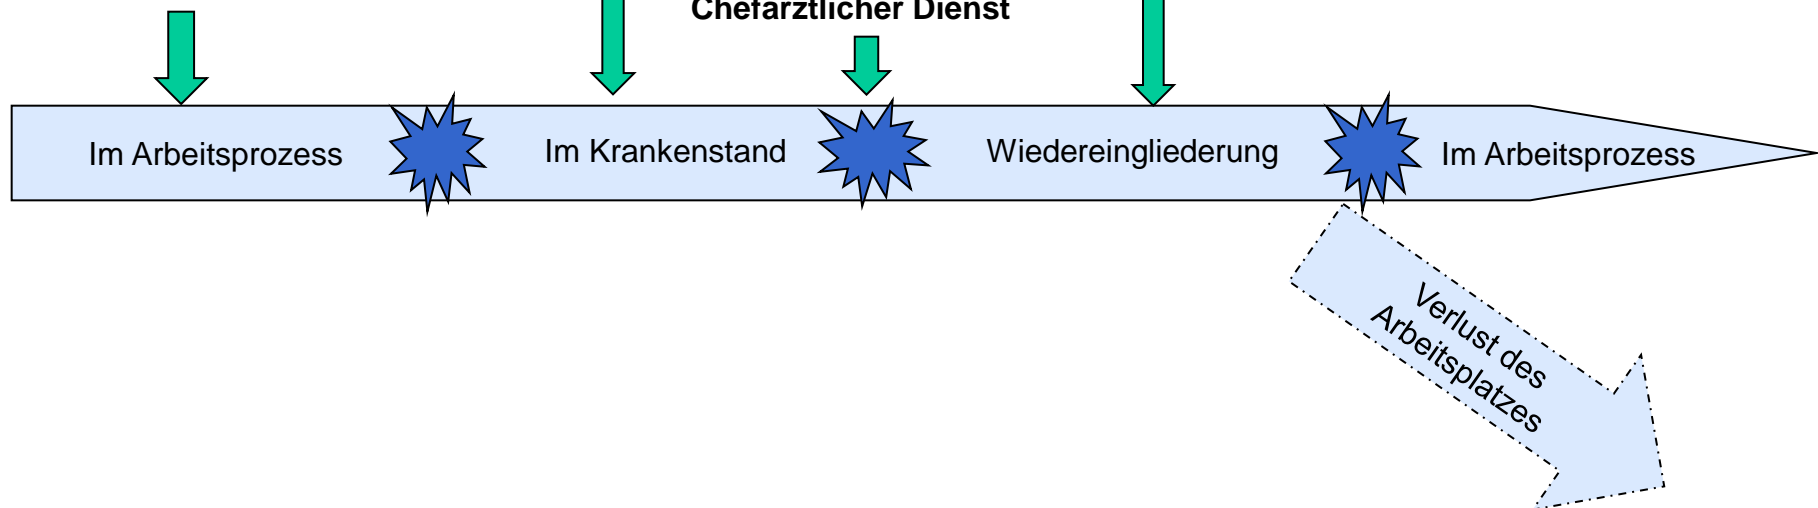 Chefärztlicher Dienst
Im Arbeitsprozess
Im Krankenstand
Wiedereingliederung
Im Arbeitsprozess
Verlust des
Arbeitsplatzes